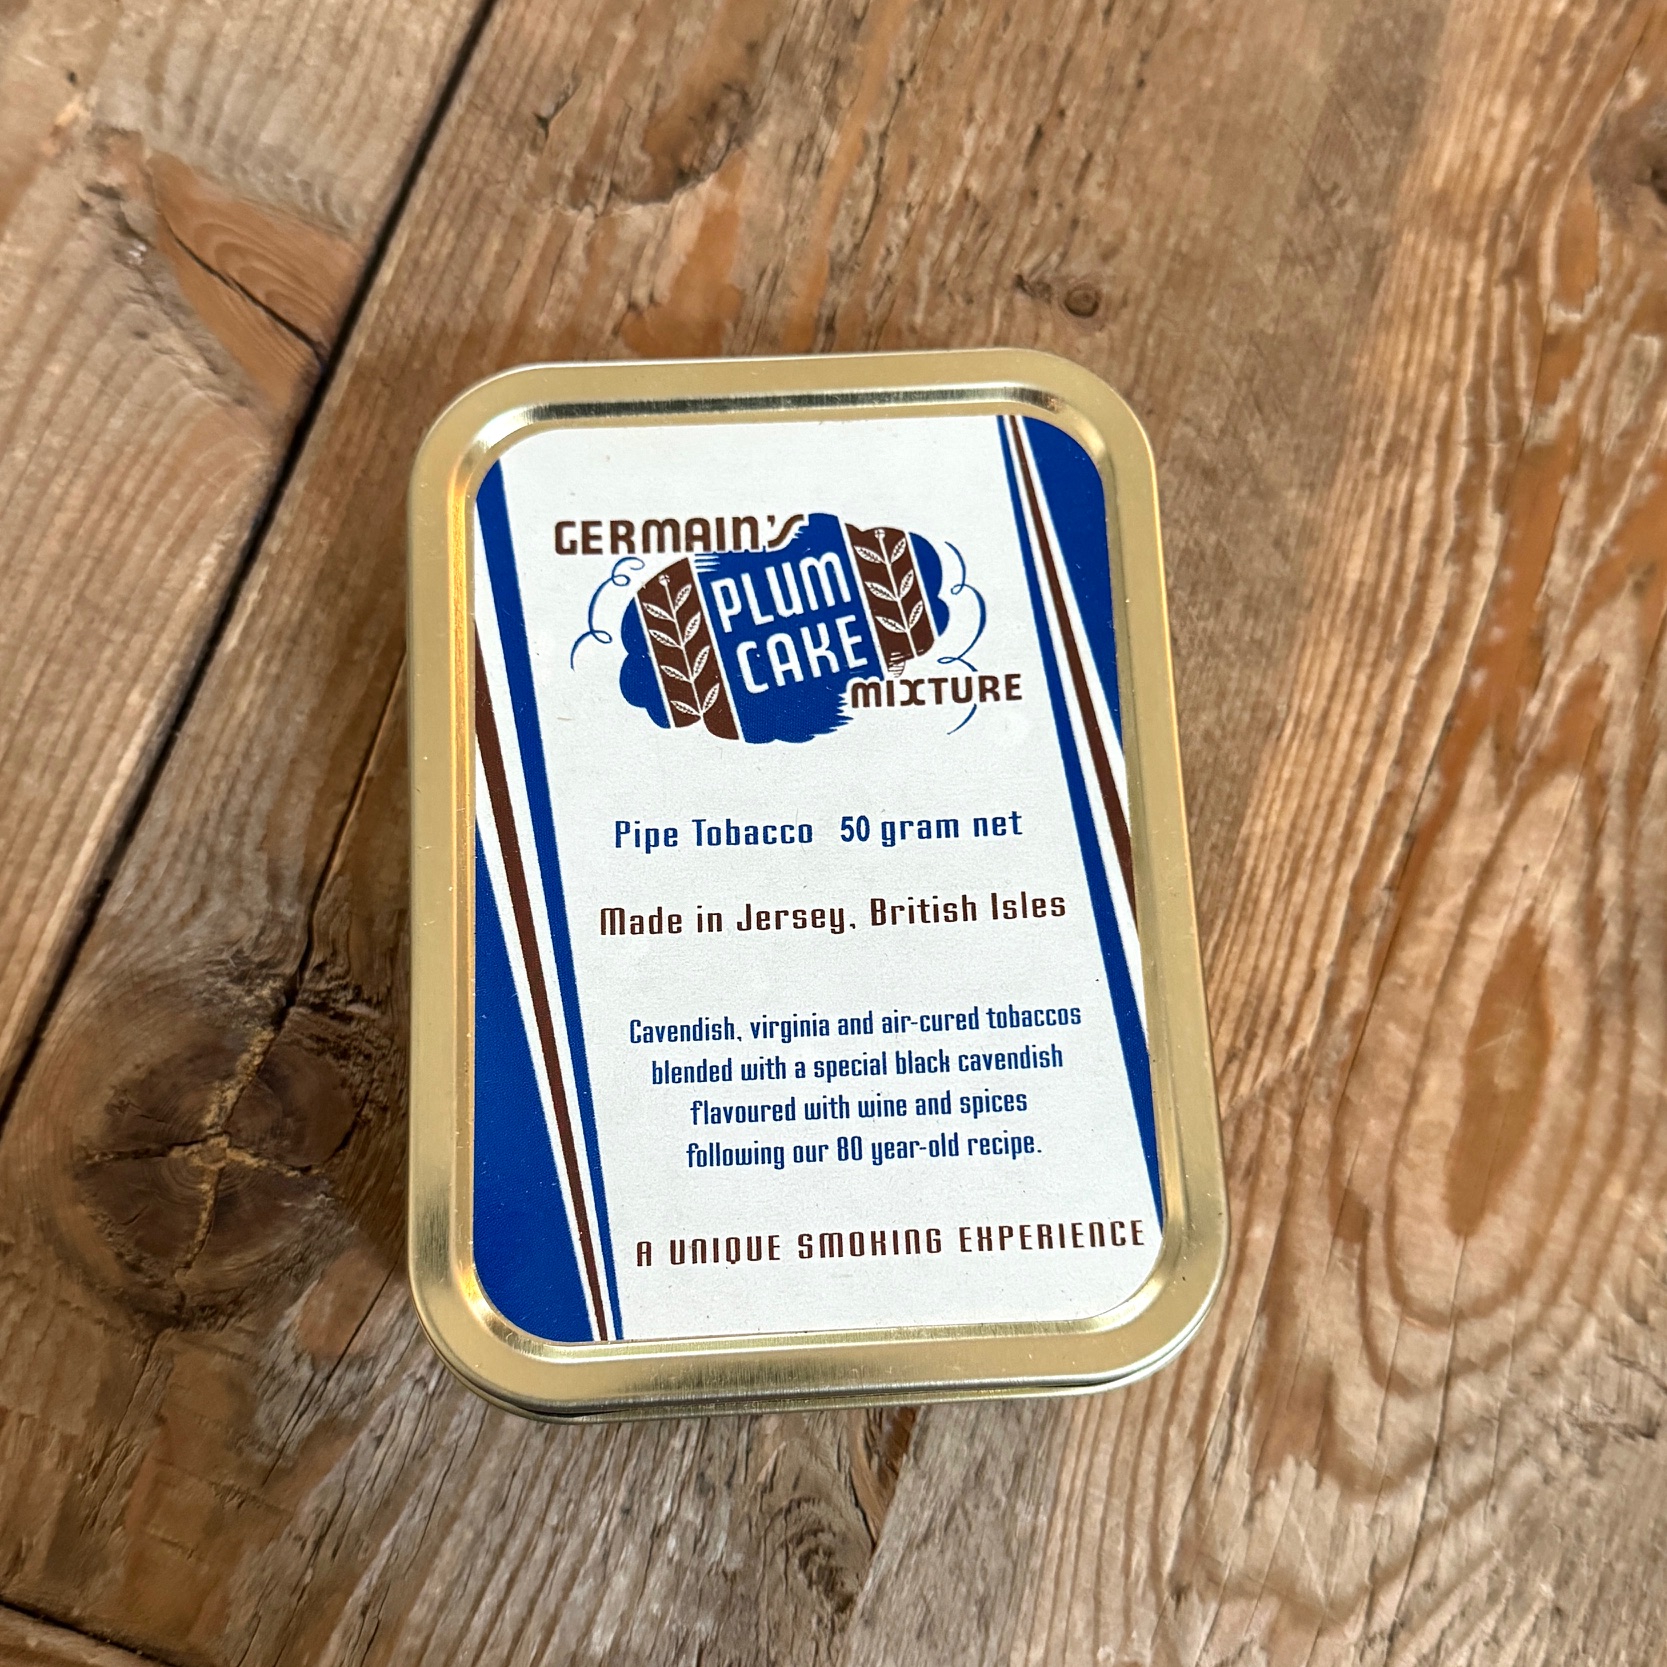 GERMAIN'S
PLUM
CAKE
MIXTURE
Pipe Tobacco 50 gram net
Made in Jersey, British Isles
Cavendish, virginia and air-cured tobaccos
blended with a special black cavendish
flavoured with wine and spices
following our 80 year-old recipe.
A UNIQUE SMOKING EXPERIENCE